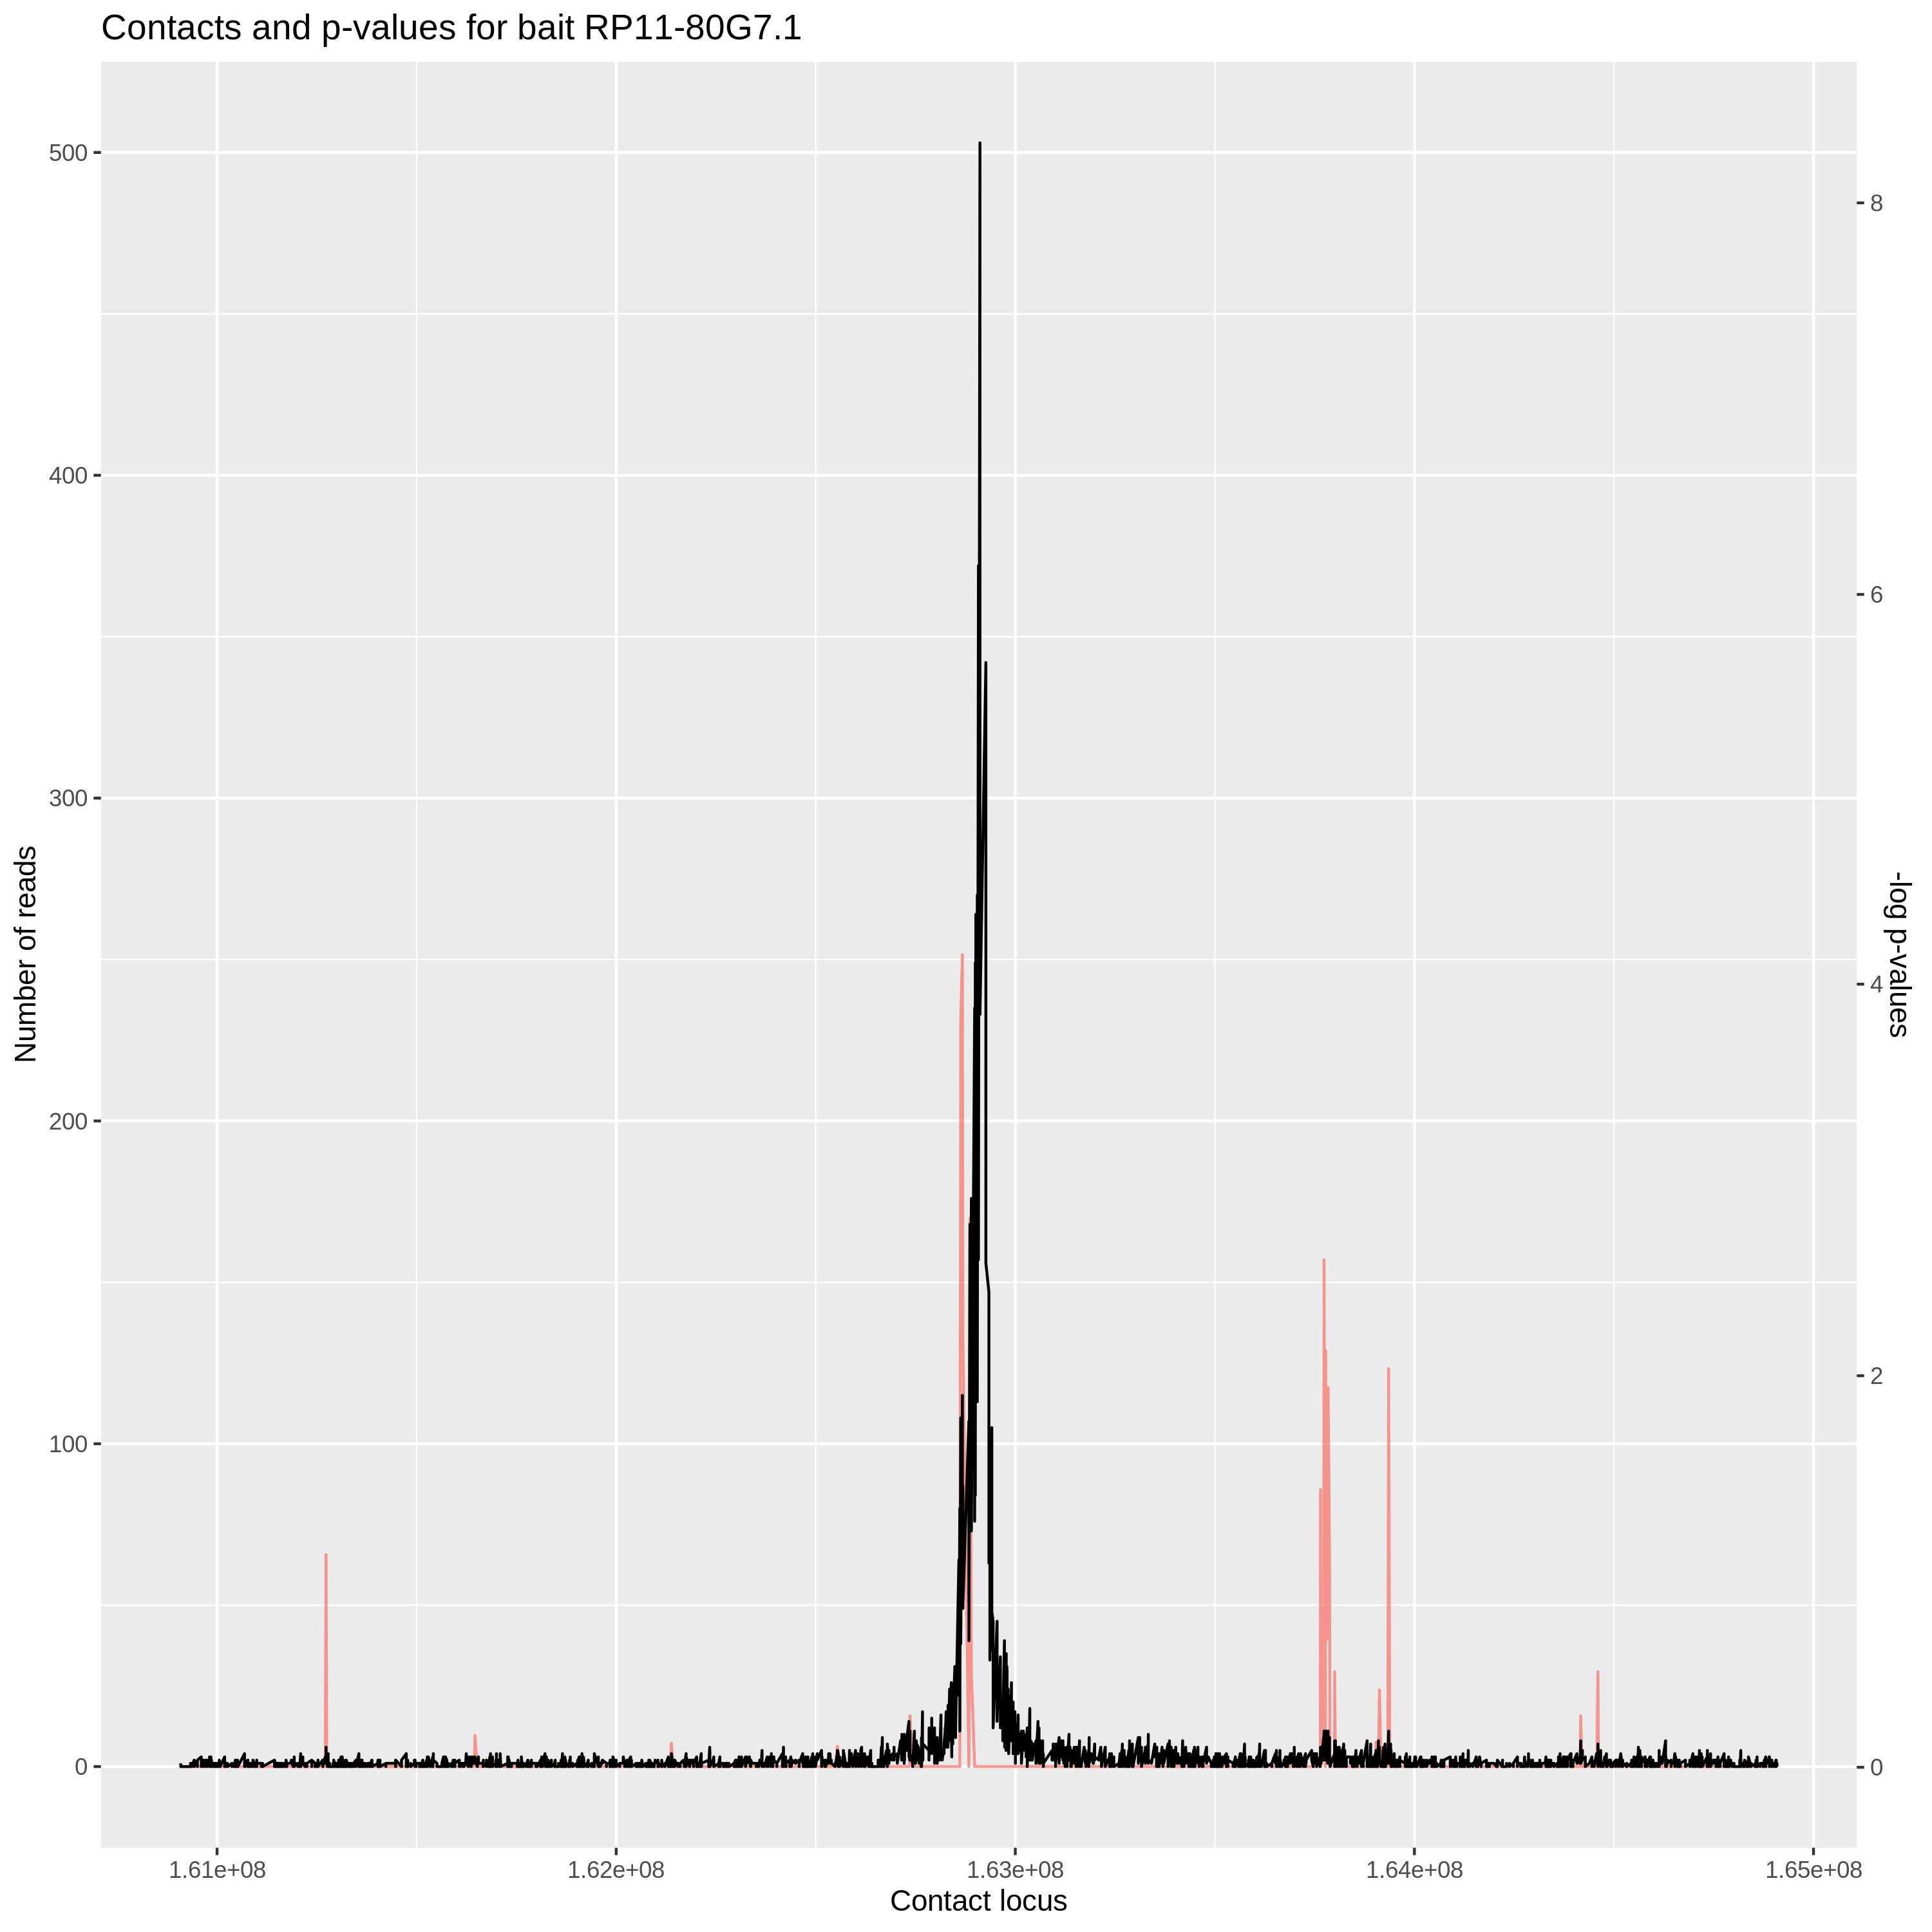 Contacts and p-values for bait RP11-80G7.1
500
400
300
200
100
0
Number of reads
8
6
4
2
0
-log p-values
1.61e+08
1.62e+08
1.63e+08
1.64e+08
1.65e+08
Contact locus